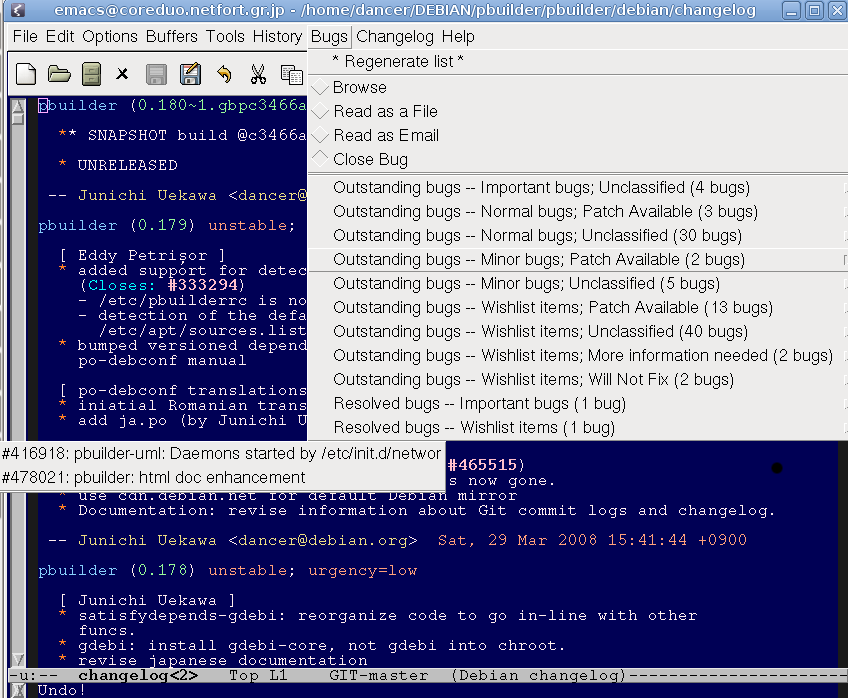 emacs@coreduo.netfort.gr.jp - /home/dancer/DEBIAN/pbuilder/pbuilder/debian/changelog
File Edit Options Buffers Tools History Bugs Changelog Help
* Regenerate list *
Browse
Read as a File
Read as Email
Close Bug
Outstanding bugs -- Important bugs; Unclassified (4 bugs)
Outstanding bugs -- Normal bugs; Patch Available (3 bugs)
Outstanding bugs -- Normal bugs; Unclassified (30 bugs)
Outstanding bugs -- Minor bugs; Patch Available (2 bugs)
Outstanding bugs -- Minor bugs; Unclassified (5 bugs)
Outstanding bugs -- Wishlist items; Patch Available (13 bugs)
Outstanding bugs -- Wishlist items; Unclassified (40 bugs)
Outstanding bugs -- Wishlist items; More information needed (2 bugs)
Outstanding bugs -- Wishlist items; Will Not Fix (2 bugs)
Resolved bugs -- Important bugs (1 bug)
Resolved bugs -- Wishlist items (1 bug)
#416918: pbuilder-uml: Daemons started by /etc/init.d/networ
#478021: pbuilder: html doc enhancement
pbuilder (0.180~1.gbpc3466a
** SNAPSHOT build @c3466a
* UNRELEASED
-- Junichi Uekawa <dancer@
pbuilder (0.179) unstable;
[ Eddy Petrișor ]
* added support for detec
(Closes: #333294)
- /etc/pbuilderrc is no
- detection of the defa
/etc/apt/sources.list
* bumped versioned depend
po-debconf manual
[ po-debconf translations
* iniatial Romanian trans
* add ja.po (by Junichi U
#465515)
s now gone.
* use cdn.debian.net for default Debian mirror
* Documentation: revise information about Git commit logs and changelog.
-- Junichi Uekawa <dancer@debian.org>  Sat, 29 Mar 2008 15:41:44 +0900
pbuilder (0.178) unstable; urgency=low
[ Junichi Uekawa ]
* satisfydepends-gdebi: reorganize code to go in-line with other
funcs.
* gdebi: install gdebi-core, not gdebi into chroot.
* revise japanese documentation
-u:-- changelog<2> Top L1 GIT-master (Debian changelog)----------------------
Undo!